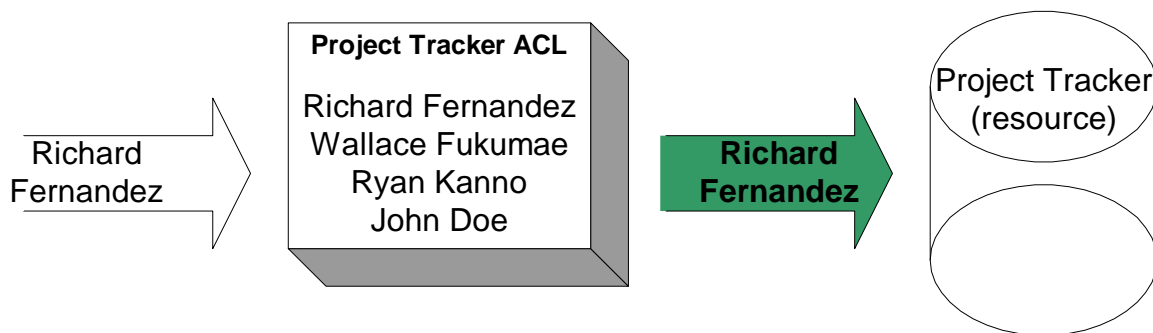 Richard
Fernandez
Project Tracker ACL
Richard Fernandez
Wallace Fukumae
Ryan Kanno
John Doe
Richard
Fernandez
Project Tracker
(resource)